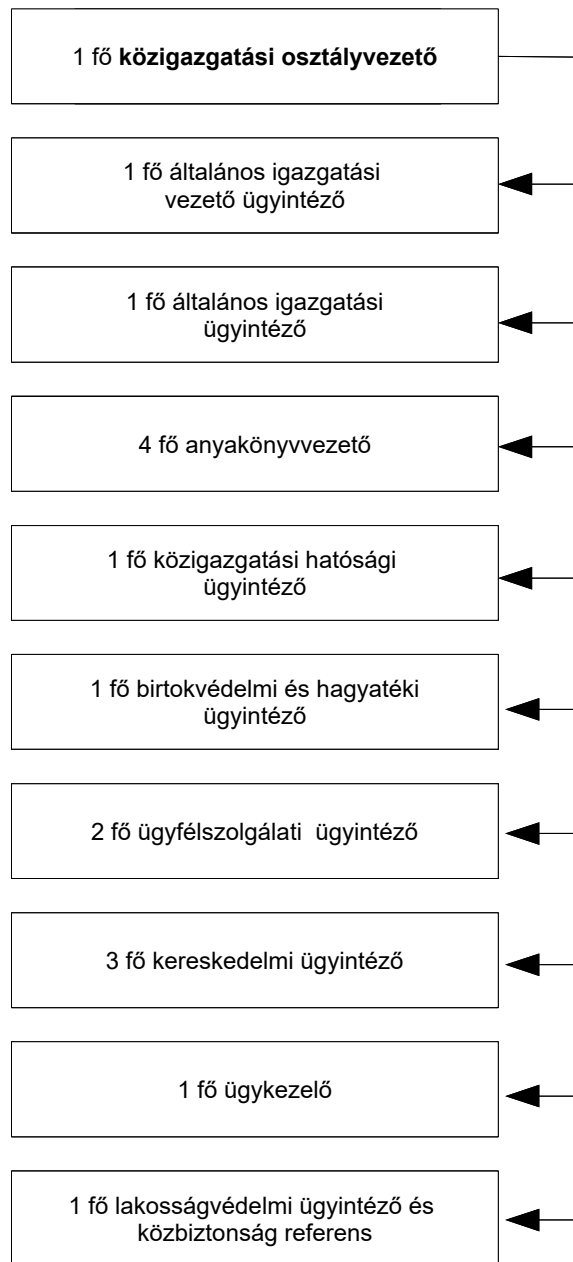 1 fő közigazgatási osztályvezető
1 fő általános igazgatási
vezető ügyintéző
1 fő általános igazgatási
ügyintéző
4 fő anyakönyvvezető
1 fő közigazgatási hatósági
ügyintéző
1 fő birtokvédelmi és hagyatéki
ügyintéző
2 fő ügyfélszolgálati  ügyintéző
3 fő kereskedelmi ügyintéző
1 fő ügykezelő
1 fő lakosságvédelmi ügyintéző és
közbiztonság referens